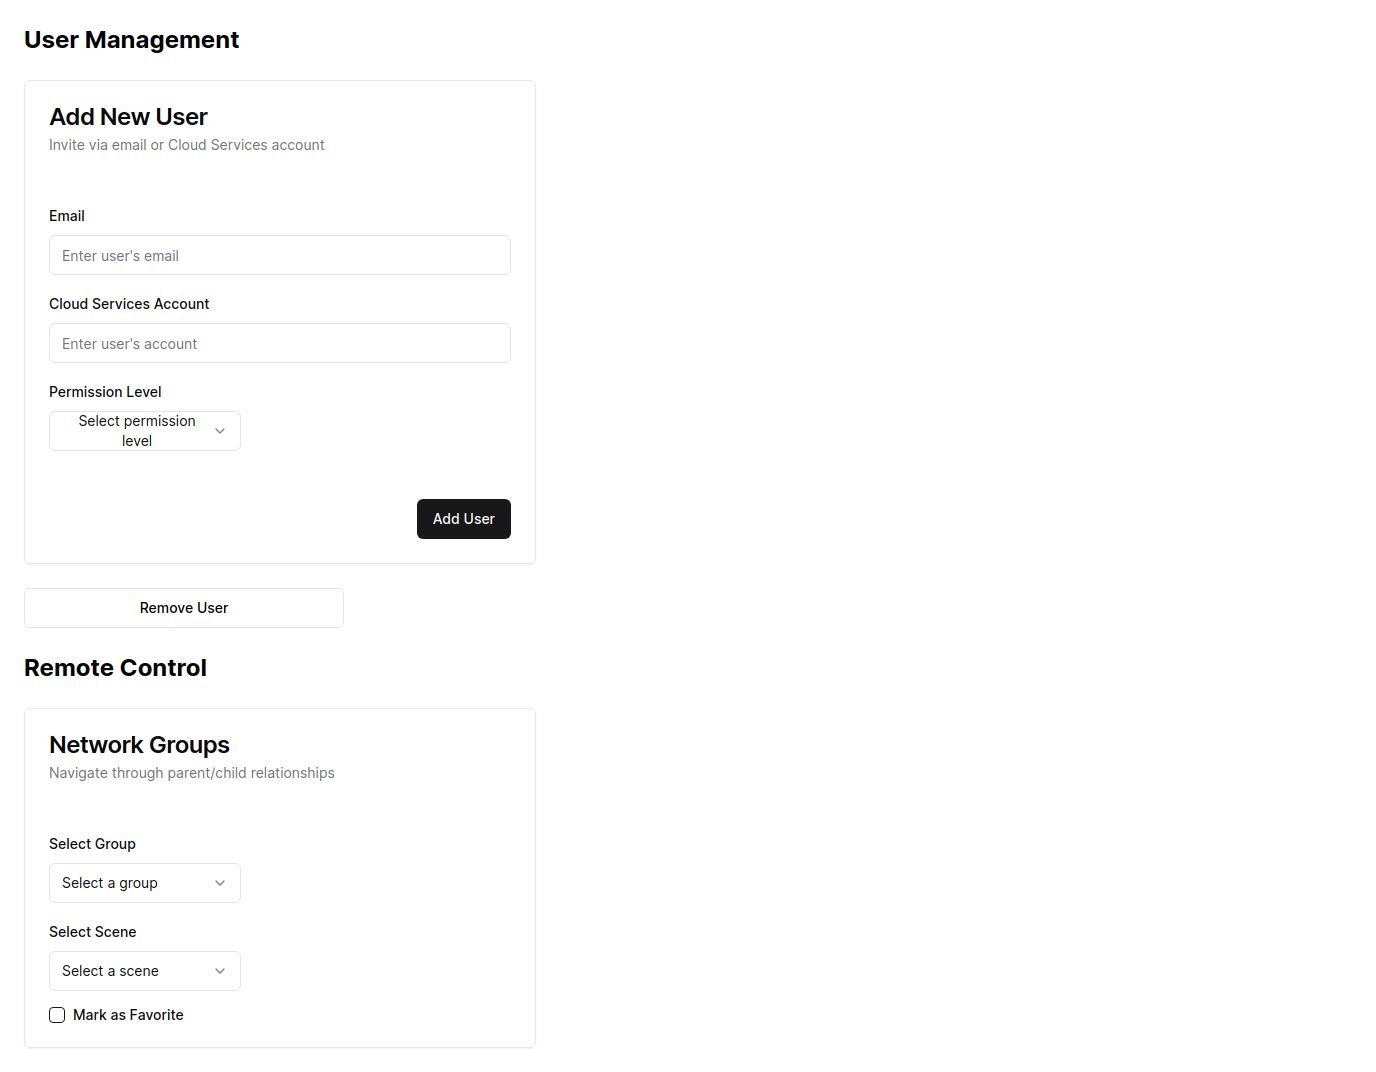 User Management
Add New User
Invite via email or Cloud Services account
Email
Enter user's email
Cloud Services Account
Enter user's account
Permission Level
Select permission
level
Add User
Remove User
Remote Control
Network Groups
Navigate through parent/child relationships
Select Group
Select a group
Select Scene
Select a scene
Mark as Favorite